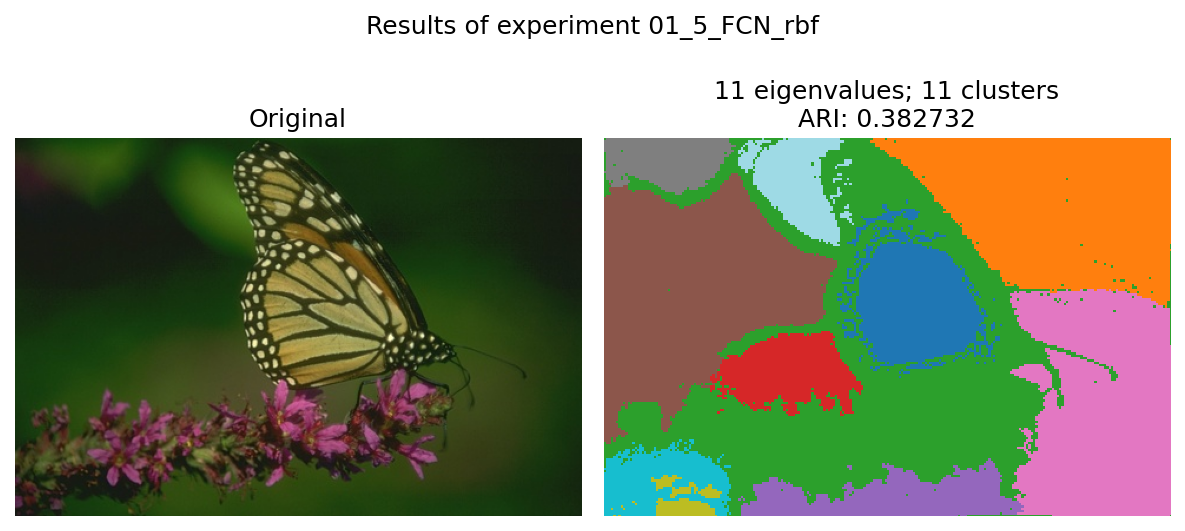 Results of experiment 01_5_FCN_rbf
Original
11 eigenvalues; 11 clusters
ARI: 0.382732